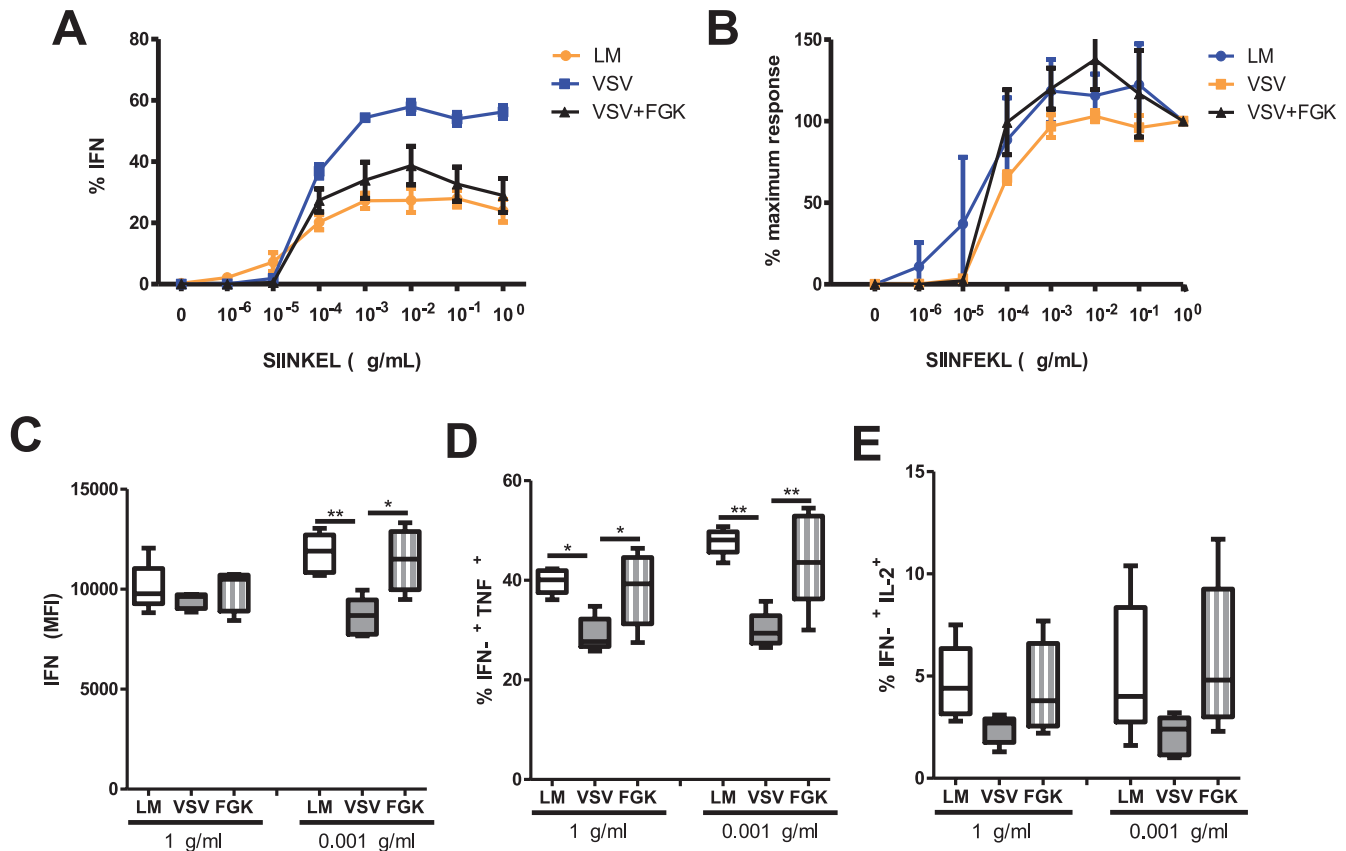 A
80
60
40
20
0
% IFN
0 10⁻⁶ 10⁻⁵ 10⁻⁴ 10⁻³ 10⁻² 10⁻¹ 10⁰
SIINKEL ( g/mL)
LM
VSV
VSV+FGK
B
150
100
50
0
% maximum response
0 10⁻⁶ 10⁻⁵ 10⁻⁴ 10⁻³ 10⁻² 10⁻¹ 10⁰
SIINFEKL ( g/mL)
LM
VSV
VSV+FGK
C
15000
10000
5000
0
IFN (MFI)
** *
LM VSV FGK LM VSV FGK
1 g/ml 0.001 g/ml
D
60
40
20
0
% IFN-⁺ TNF⁺
* * ** **
LM VSV FGK LM VSV FGK
1 g/ml 0.001 g/ml
E
15
10
5
0
% IFN-⁺ IL-2⁺
LM VSV FGK LM VSV FGK
1 g/ml 0.001 g/ml